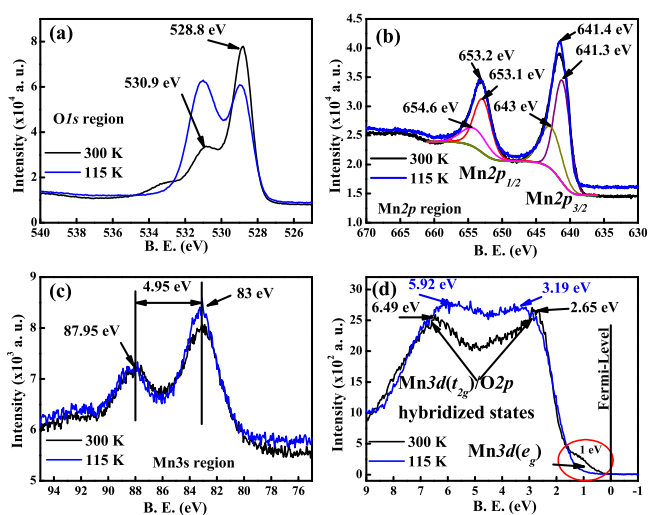 (a)
528.8 eV
530.9 eV
O1s region
300 K
115 K
Intensity (x10⁴ a. u.)
8
6
4
2
540 538 536 534 532 530 528 526
B. E. (eV)
(b)
641.4 eV
641.3 eV
653.2 eV
653.1 eV
654.6 eV
643 eV
300 K
115 K
Mn2p₁/₂
Mn2p₃/₂
Mn2p region
Intensity (x10⁴ a. u.)
4.0
3.5
3.0
2.5
2.0
1.5
1.0
670 665 660 655 650 645 640 635 630
B. E. (eV)
(c)
4.95 eV
83 eV
87.95 eV
300 K
115 K
Mn3s region
Intensity (x10³ a. u.)
9
8
7
6
5
94 92 90 88 86 84 82 80 78 76
B. E. (eV)
(d)
5.92 eV
3.19 eV
6.49 eV
2.65 eV
Mn3d(t₂g)/O2p
hybridized states
Fermi-Level
Mn3d(eg)
1 eV
300 K
115 K
Intensity (x10² a. u.)
30
20
10
0
9 8 7 6 5 4 3 2 1 0 -1
B. E. (eV)